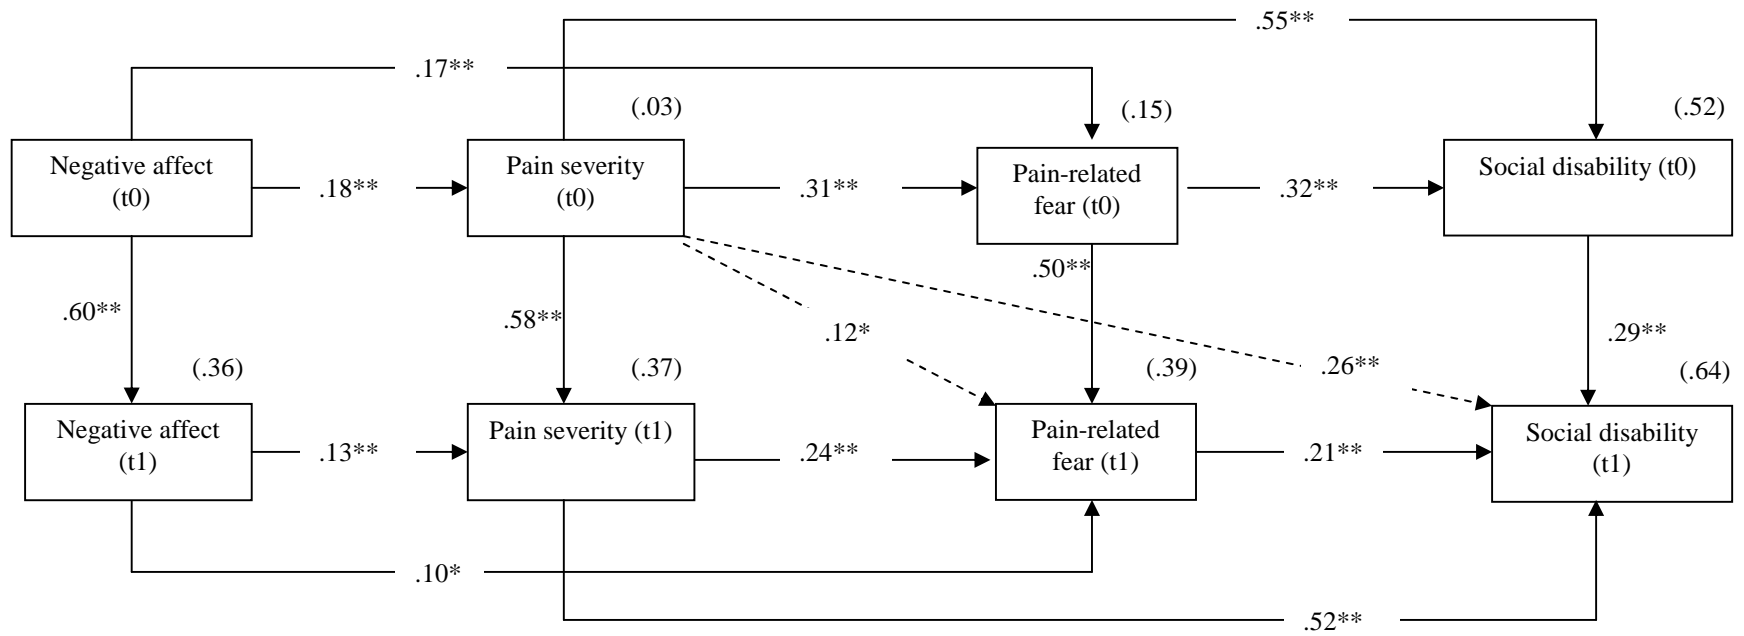 .55**
.17**
(.03)
(.15)
(.52)
Negative affect
(t0)
.18**
Pain severity
(t0)
.31**
Pain-related
fear (t0)
.32**
Social disability (t0)
.60**
.58**
.50**
.12*
.26**
.29**
(.36)
(.37)
(.39)
(.64)
Negative affect
(t1)
.13**
Pain severity (t1)
.24**
Pain-related
fear (t1)
.21**
Social disability
(t1)
.10*
.52**